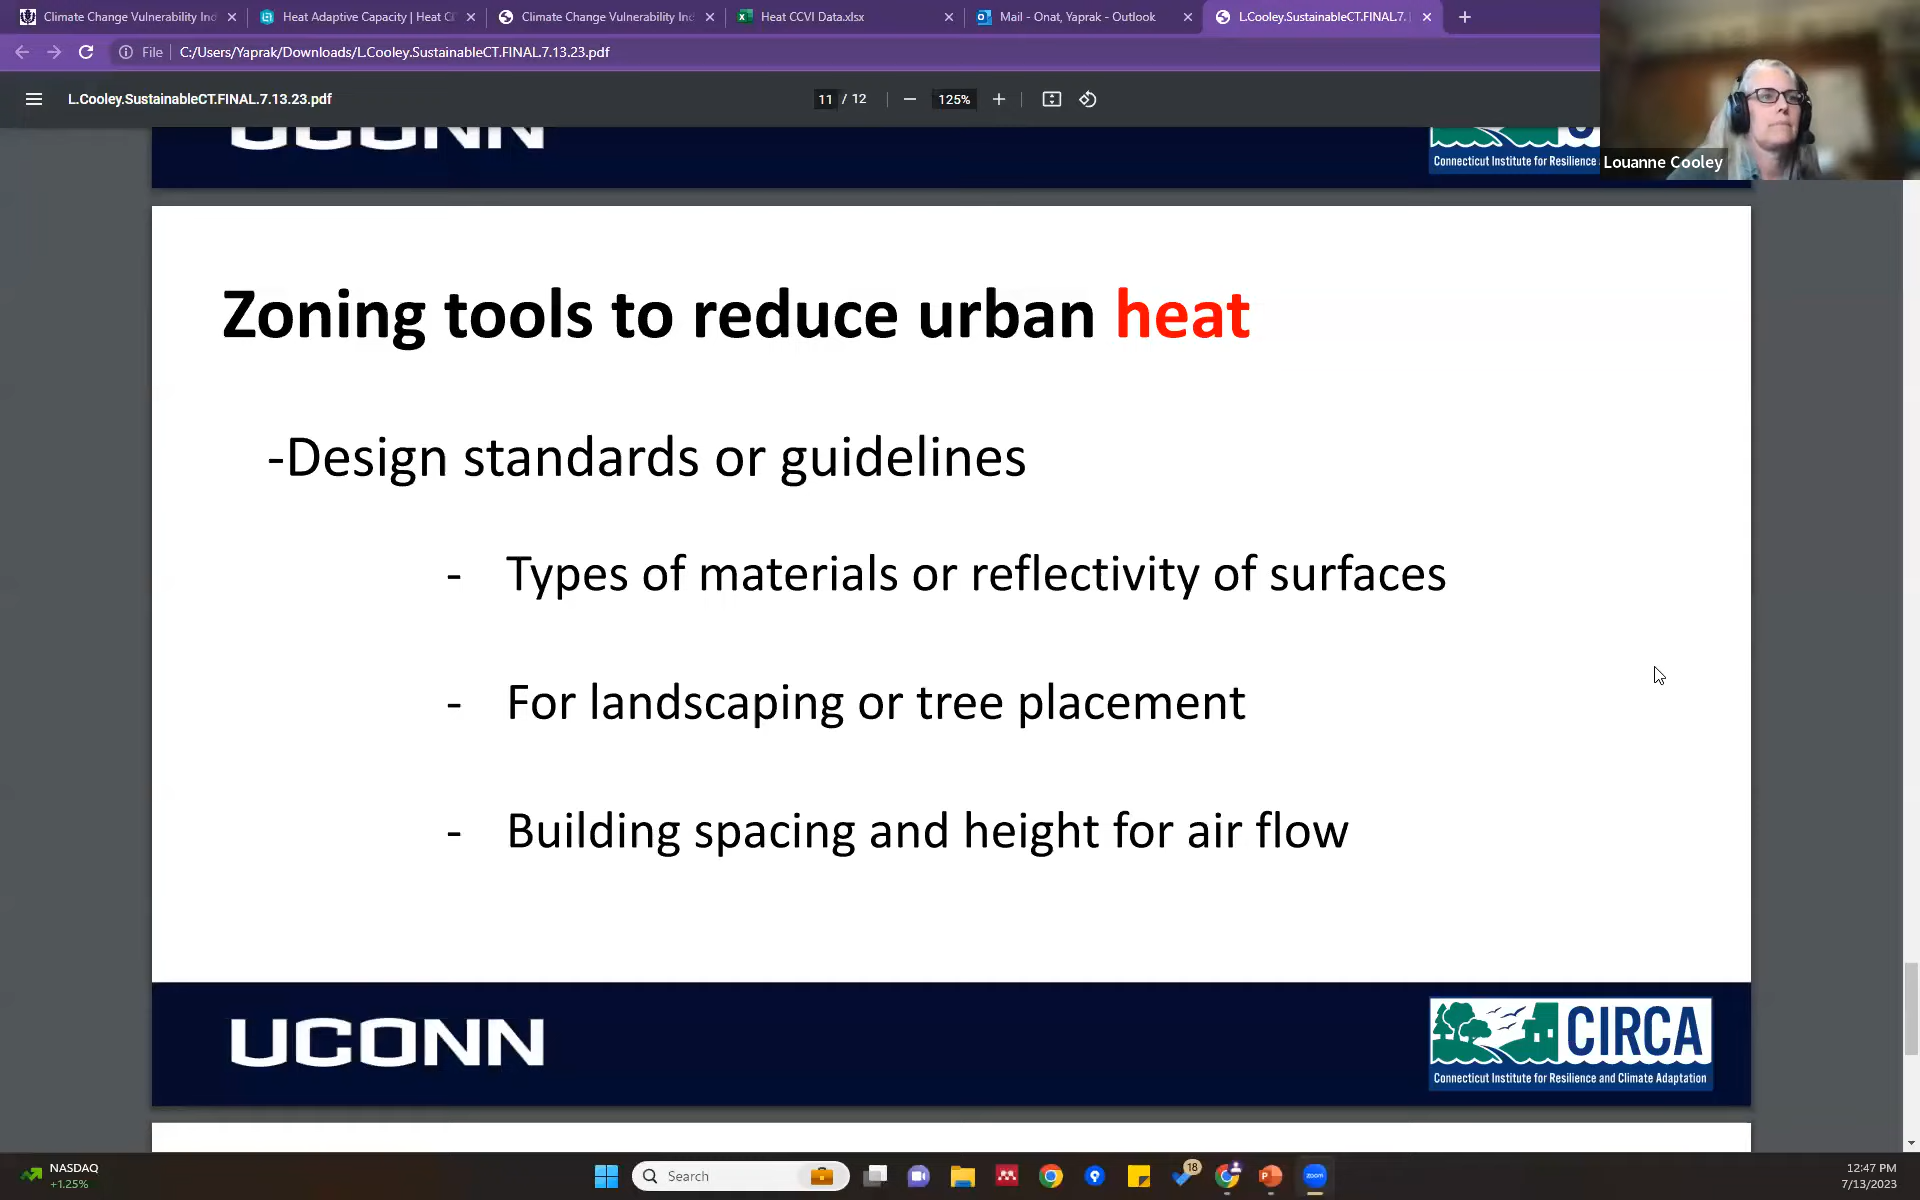 Climate Change Vulnerability Ind
Heat Adaptive Capacity | Heat C
Climate Change Vulnerability Ind
Heat CCVI Data.xlsx
Mail - Onat, Yaprak - Outlook
L.Cooley.SustainableCT.FINAL.7.
File
C:/Users/Yaprak/Downloads/L.Cooley.SustainableCT.FINAL.7.13.23.pdf
L.Cooley.SustainableCT.FINAL.7.13.23.pdf
11 / 12
125%
UCONN
Connecticut Institute for Resilience
Louanne Cooley
Zoning tools to reduce urban heat
-Design standards or guidelines
- Types of materials or reflectivity of surfaces
- For landscaping or tree placement
- Building spacing and height for air flow
UCONN
CIRCA
Connecticut Institute for Resilience and Climate Adaptation
NASDAQ
+1.25%
Search
18
zoom
12:47 PM
7/13/2023